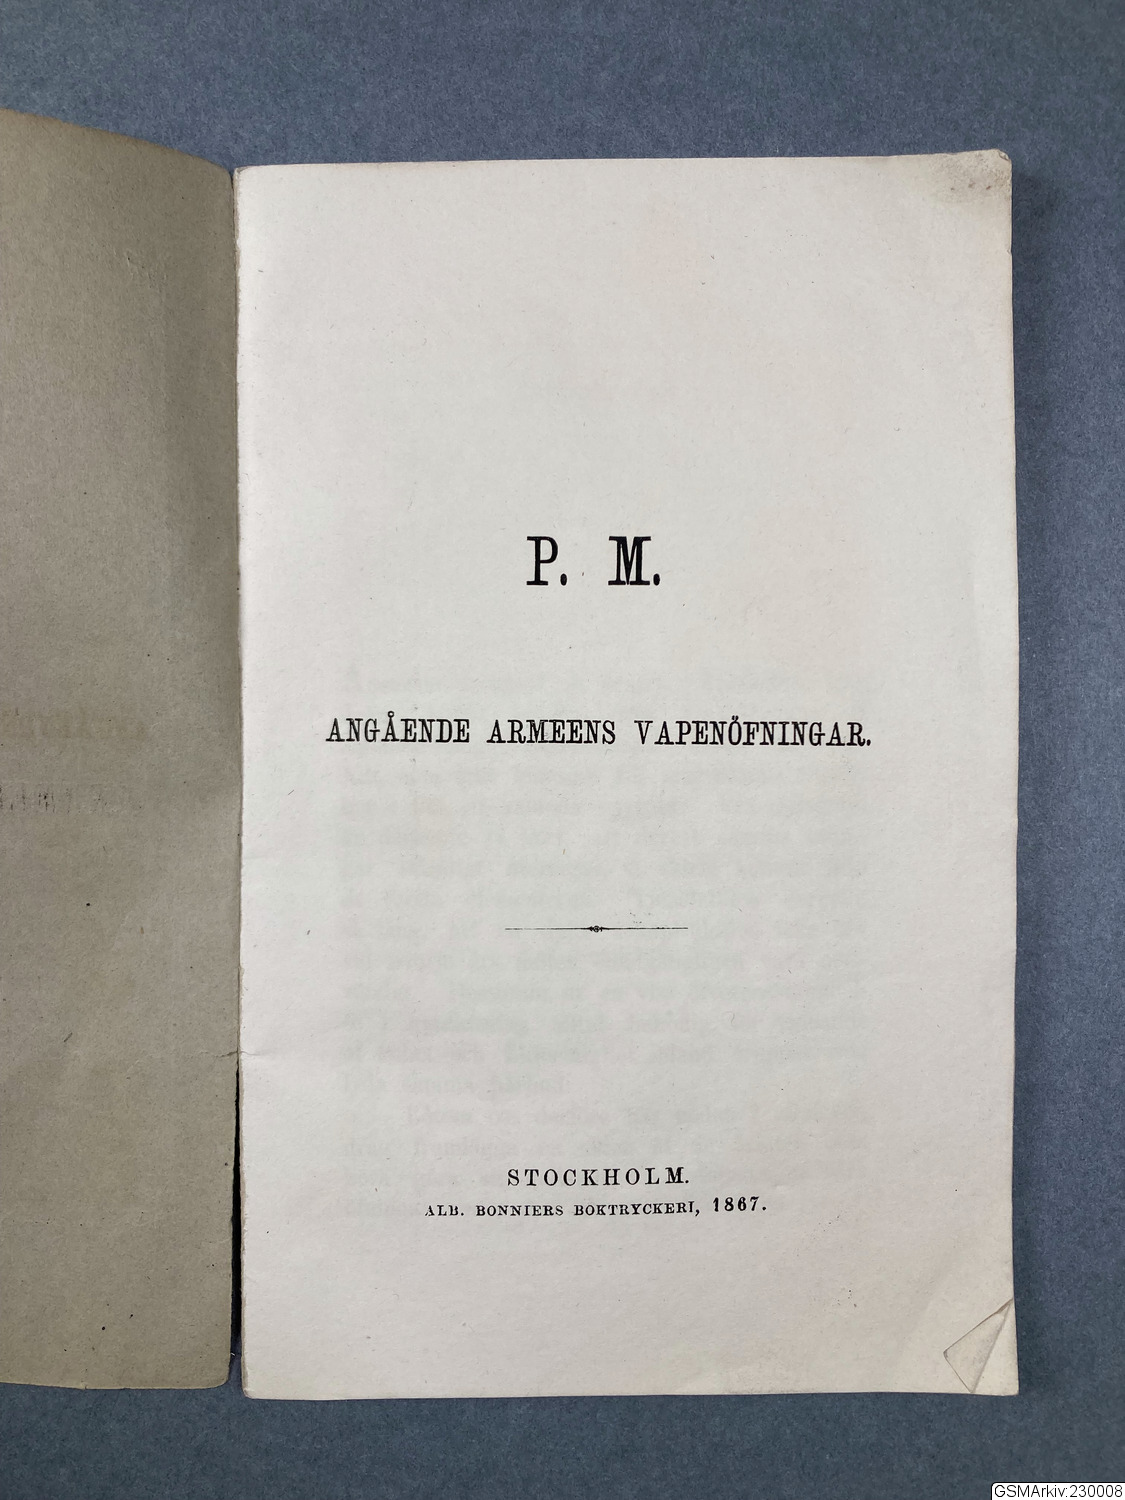 P. M.
ANGÅENDE ARMEENS VAPENÖFNINGAR.
STOCKHOLM.
ALB. BONNIERS BOKTRYCKERI, 1867.
GSMArkiv:230008